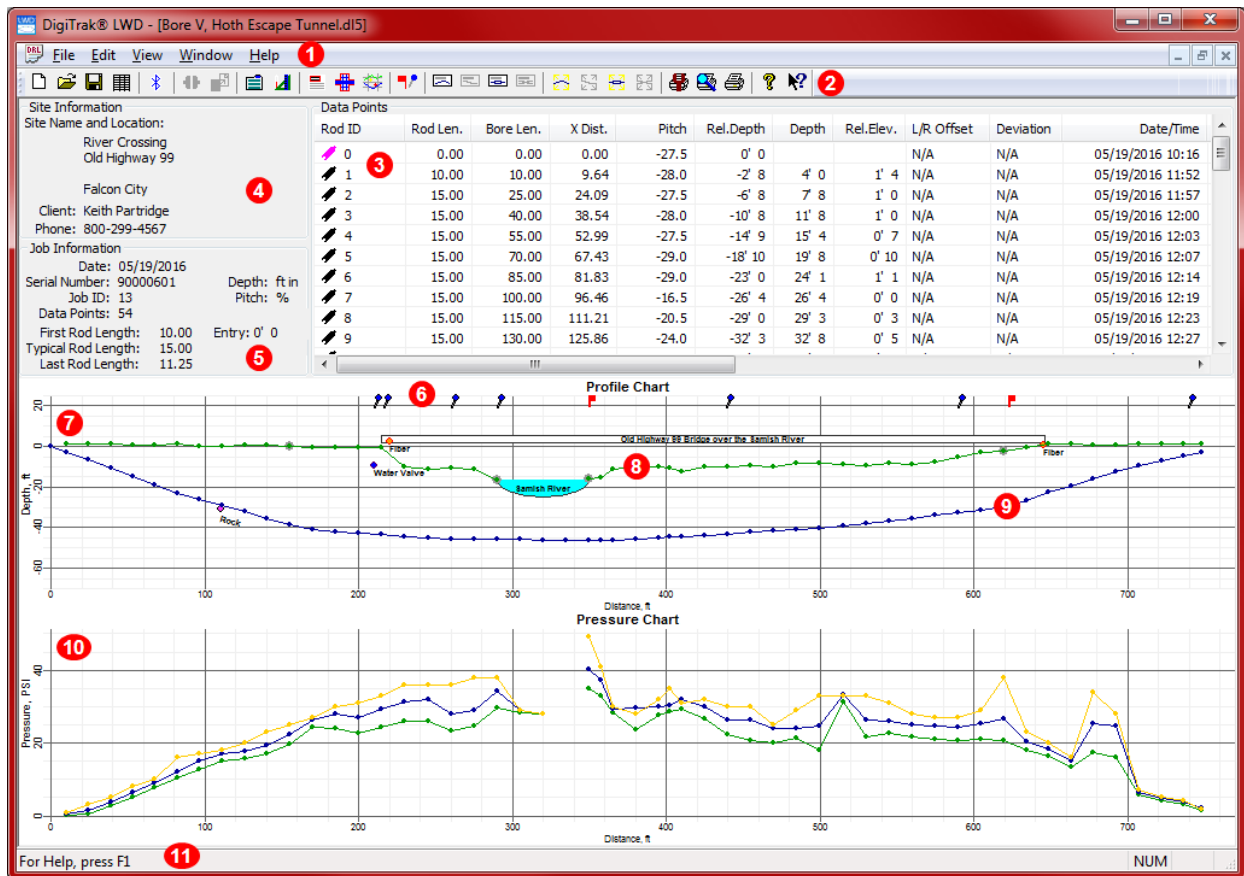 DigiTrak® LWD - [Bore V, Hoth Escape Tunnel.dl5]
File Edit View Window Help 1
2
Site Information
Site Name and Location:
River Crossing
Old Highway 99
Falcon City
4
Client: Keith Partridge
Phone: 800-299-4567
Job Information
Date: 05/19/2016
Serial Number: 90000601 Depth: ft in
Job ID: 13 Pitch: %
Data Points: 54
First Rod Length: 10.00 Entry: 0' 0
Typical Rod Length: 15.00
Last Rod Length: 11.25
5
Data Points
Rod ID Rod Len. Bore Len. X Dist. Pitch Rel.Depth Depth Rel.Elev. L/R Offset Deviation Date/Time
0 0.00 0.00 0.00 -27.5 0' 0 N/A N/A 05/19/2016 10:16
3
1 10.00 10.00 9.64 -28.0 -2' 8 4' 0 1' 4 N/A N/A 05/19/2016 11:52
2 15.00 25.00 24.09 -27.5 -6' 8 7' 8 1' 0 N/A N/A 05/19/2016 11:57
3 15.00 40.00 38.54 -28.0 -10' 8 11' 8 1' 0 N/A N/A 05/19/2016 12:00
4 15.00 55.00 52.99 -27.5 -14' 9 15' 4 0' 7 N/A N/A 05/19/2016 12:03
5 15.00 70.00 67.43 -29.0 -18' 10 19' 8 0' 10 N/A N/A 05/19/2016 12:07
6 15.00 85.00 81.83 -29.0 -23' 0 24' 1 1' 1 N/A N/A 05/19/2016 12:14
7 15.00 100.00 96.46 -16.5 -26' 4 26' 4 0' 0 N/A N/A 05/19/2016 12:19
8 15.00 115.00 111.21 -20.5 -29' 0 29' 3 0' 3 N/A N/A 05/19/2016 12:23
9 15.00 130.00 125.86 -24.0 -32' 3 32' 8 0' 5 N/A N/A 05/19/2016 12:27
Profile Chart
6
7
20
0
-20
-40
-60
Depth, ft
Old Highway 99 Bridge over the Samish River
Fiber
Fiber
8
Water Valve
Samish River
Rock
9
0 100 200 300 400 500 600 700
Distance, ft
Pressure Chart
10
40
20
0
Pressure, PSI
0 100 200 300 400 500 600 700
Distance, ft
For Help, press F1 11 NUM